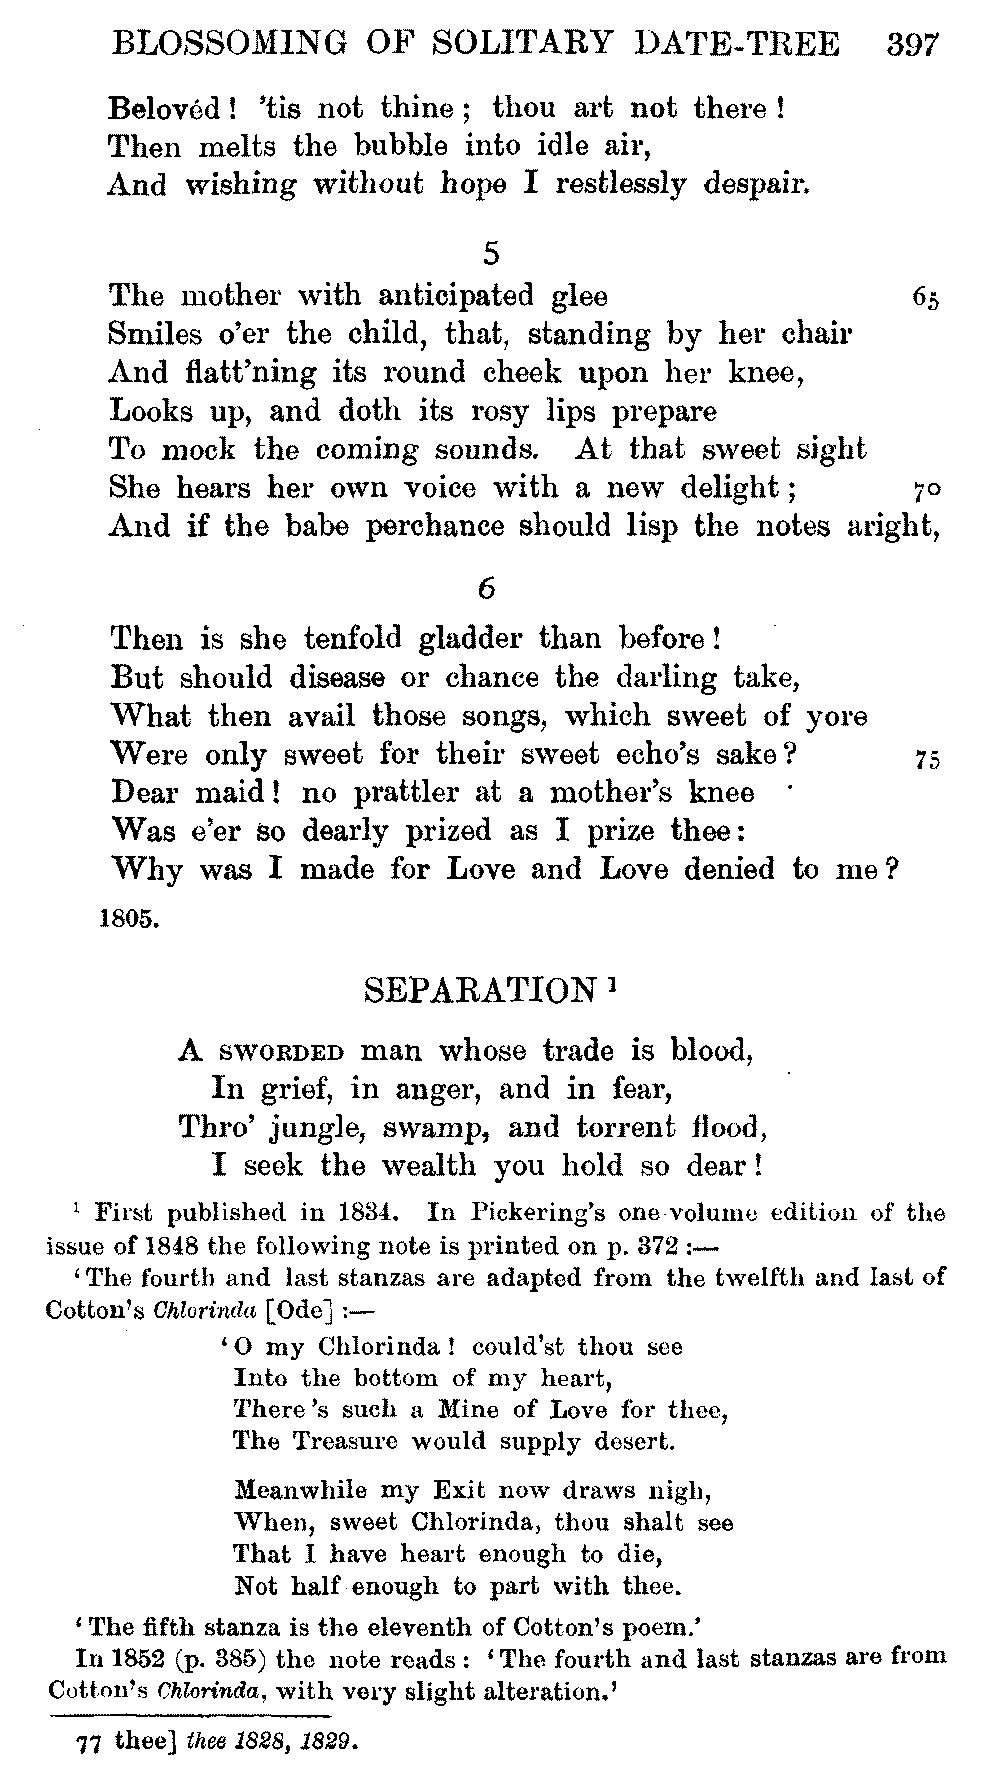 BLOSSOMING OF SOLITARY DATE-TREE 397
Belovéd! 'tis not thine; thou art not there!
Then melts the bubble into idle air,
And wishing without hope I restlessly despair.
5
The mother with anticipated glee 65
Smiles o'er the child, that, standing by her chair
And flatt'ning its round cheek upon her knee,
Looks up, and doth its rosy lips prepare
To mock the coming sounds. At that sweet sight
She hears her own voice with a new delight; 70
And if the babe perchance should lisp the notes aright,
6
Then is she tenfold gladder than before!
But should disease or chance the darling take,
What then avail those songs, which sweet of yore
Were only sweet for their sweet echo's sake? 75
Dear maid! no prattler at a mother's knee
Was e'er so dearly prized as I prize thee:
Why was I made for Love and Love denied to me?
1805.
SEPARATION ¹
A SWORDED man whose trade is blood,
In grief, in anger, and in fear,
Thro' jungle, swamp, and torrent flood,
I seek the wealth you hold so dear!
¹ First published in 1834. In Pickering's one-volume edition of the
issue of 1848 the following note is printed on p. 372:—
'The fourth and last stanzas are adapted from the twelfth and last of
Cotton's Chlorinda [Ode]:—
'O my Chlorinda! could'st thou see
Into the bottom of my heart,
There's such a Mine of Love for thee,
The Treasure would supply desert.
Meanwhile my Exit now draws nigh,
When, sweet Chlorinda, thou shalt see
That I have heart enough to die,
Not half enough to part with thee.
'The fifth stanza is the eleventh of Cotton's poem.'
In 1852 (p. 385) the note reads: 'The fourth and last stanzas are from
Cotton's Chlorinda, with very slight alteration.'
77 thee] thee 1828, 1829.